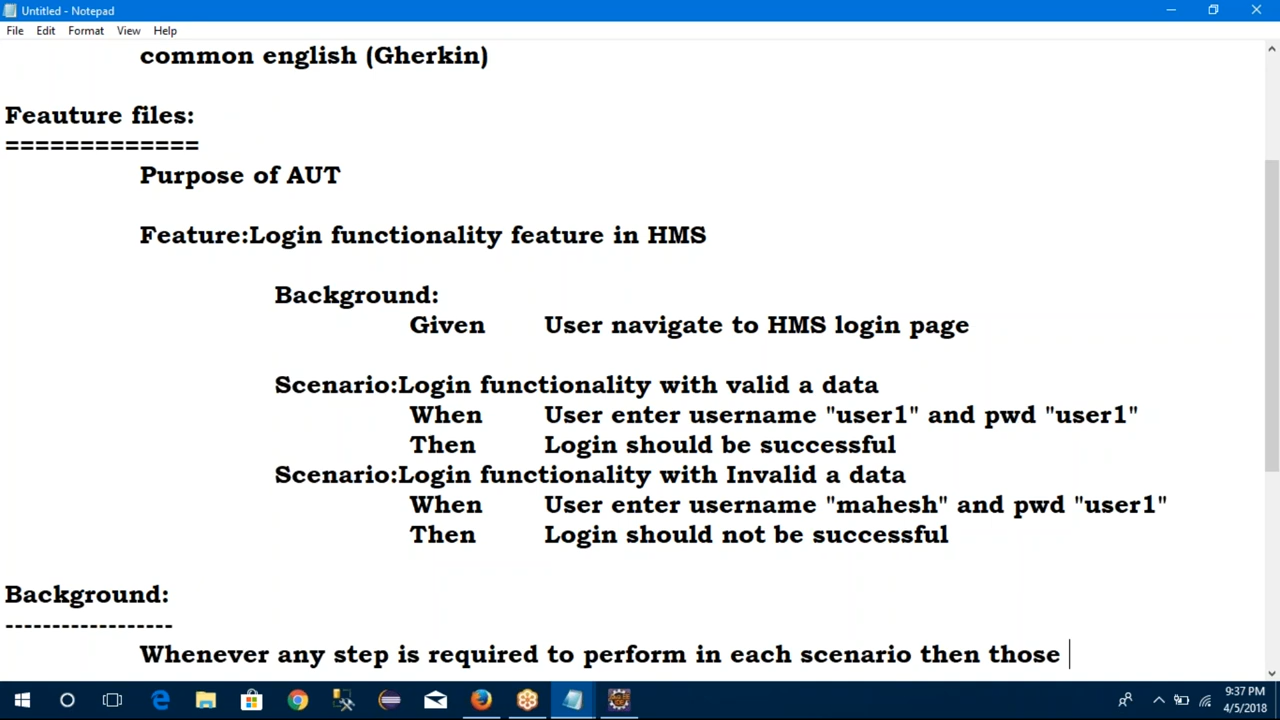 Untitled - Notepad
File Edit Format View Help
common english (Gherkin)
Feauture files:
=============
Purpose of AUT
Feature:Login functionality feature in HMS
Background:
Given User navigate to HMS login page
Scenario:Login functionality with valid a data
When User enter username "user1" and pwd "user1"
Then Login should be successful
Scenario:Login functionality with Invalid a data
When User enter username "mahesh" and pwd "user1"
Then Login should not be successful
Background:
-----------------
Whenever any step is required to perform in each scenario then those
9:37 PM
4/5/2018